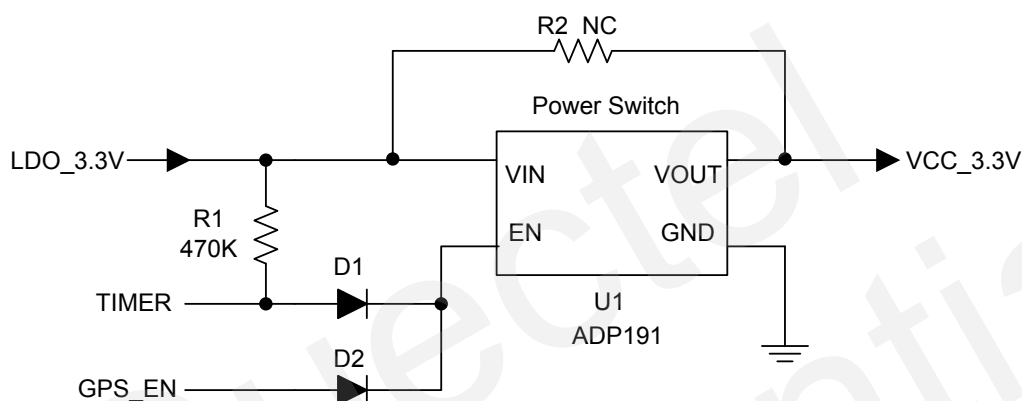 R2 NC
Power Switch
LDO_3.3V
VIN
VOUT
VCC_3.3V
R1
470K
EN
GND
D1
TIMER
U1
ADP191
D2
GPS_EN